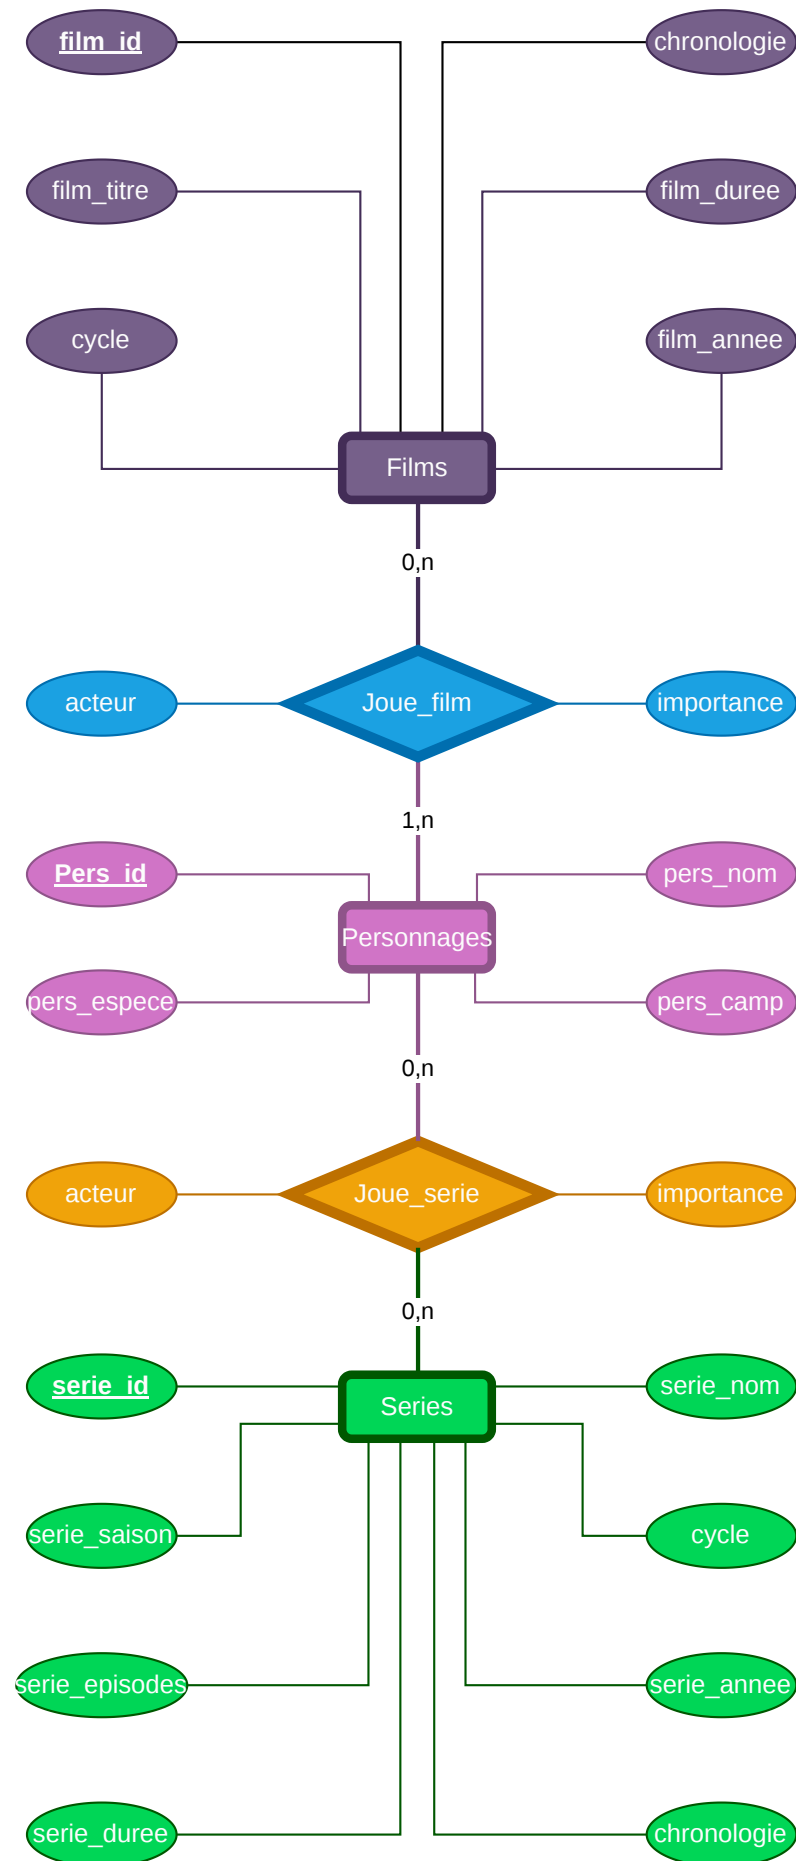 film_id
chronologie
film_titre
film_duree
cycle
film_annee
Films
0,n
acteur
Joue_film
importance
1,n
Pers_id
pers_nom
Personnages
pers_espece
pers_camp
0,n
acteur
Joue_serie
importance
0,n
serie_id
serie_nom
Series
serie_saison
cycle
serie_episodes
serie_annee
serie_duree
chronologie